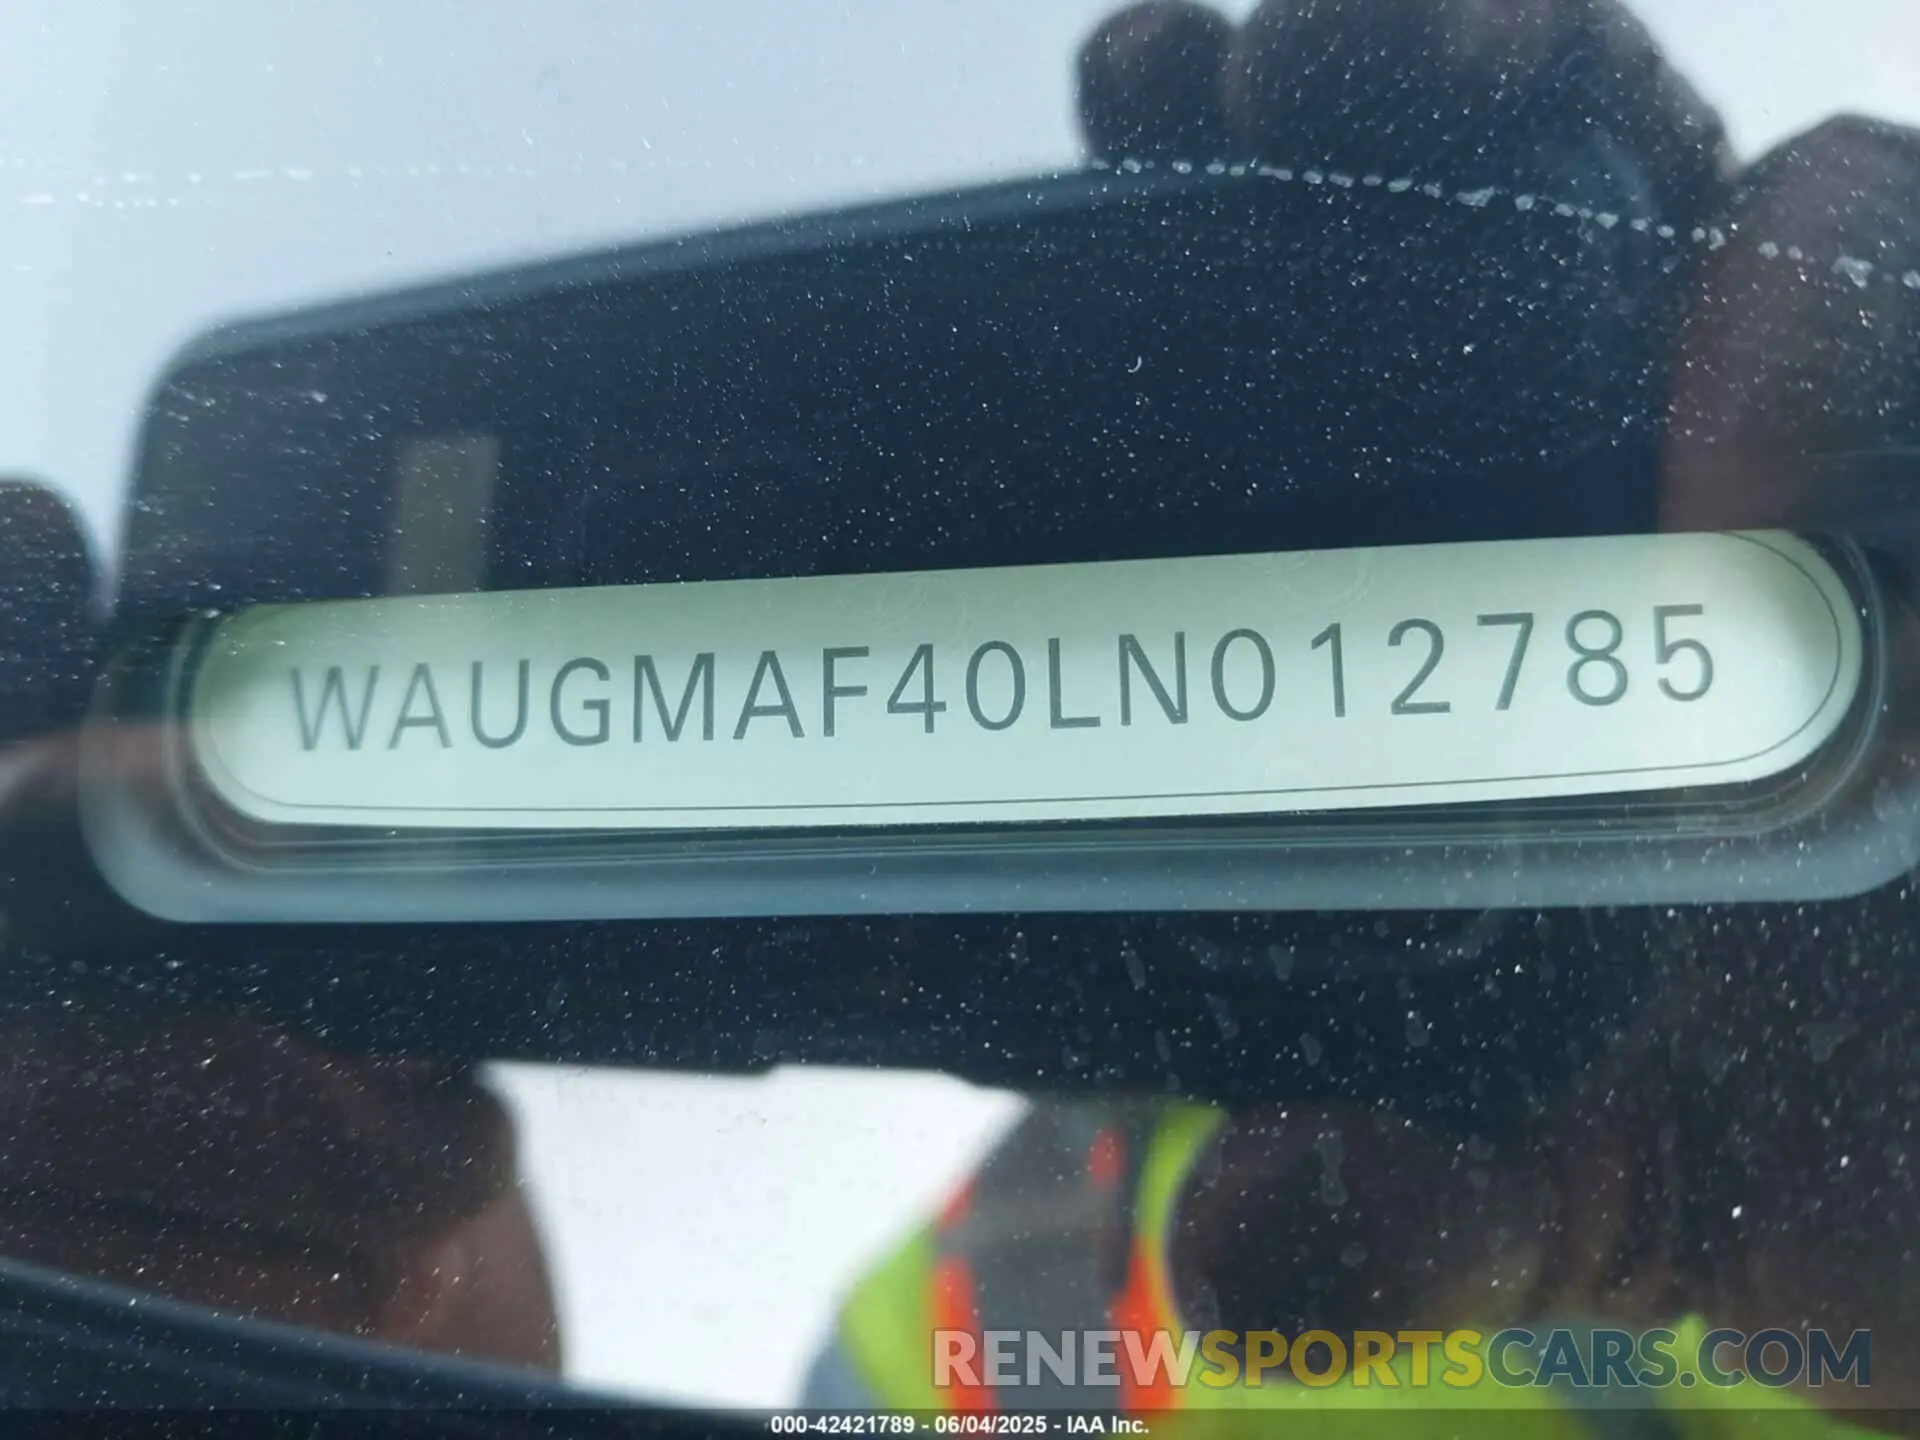 WAUGMAF40LN012785
RENEWSPORTSCARS.COM
000-42421789 - 06/04/2025 - IAA Inc.